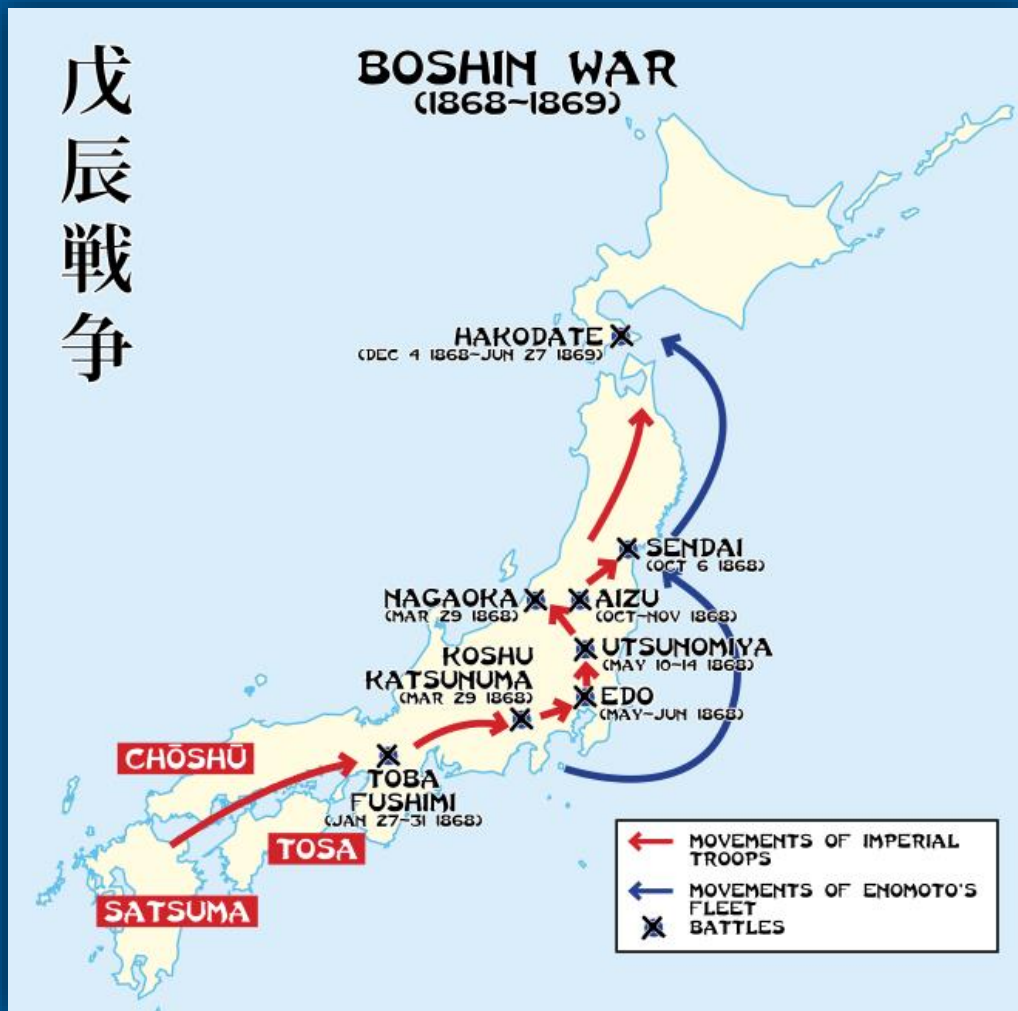 戊辰戦争
BOSHIN WAR
(1868~1869)
HAKODATE
(DEC 4 1868~JUN 27 1869)
SENDAI
(OCT 6 1868)
NAGAOKA
(MAR 29 1868)
AIZU
(OCT~NOV 1868)
UTSUNOMIYA
(MAY 10~14 1868)
KOSHU
KATSUNUMA
(MAR 29 1868)
EDO
(MAY~JUN 1868)
CHŌSHŪ
TOBA
FUSHIMI
(JAN 27~31 1868)
TOSA
SATSUMA
MOVEMENTS OF IMPERIAL
TROOPS
MOVEMENTS OF ENOMOTO'S
FLEET
BATTLES